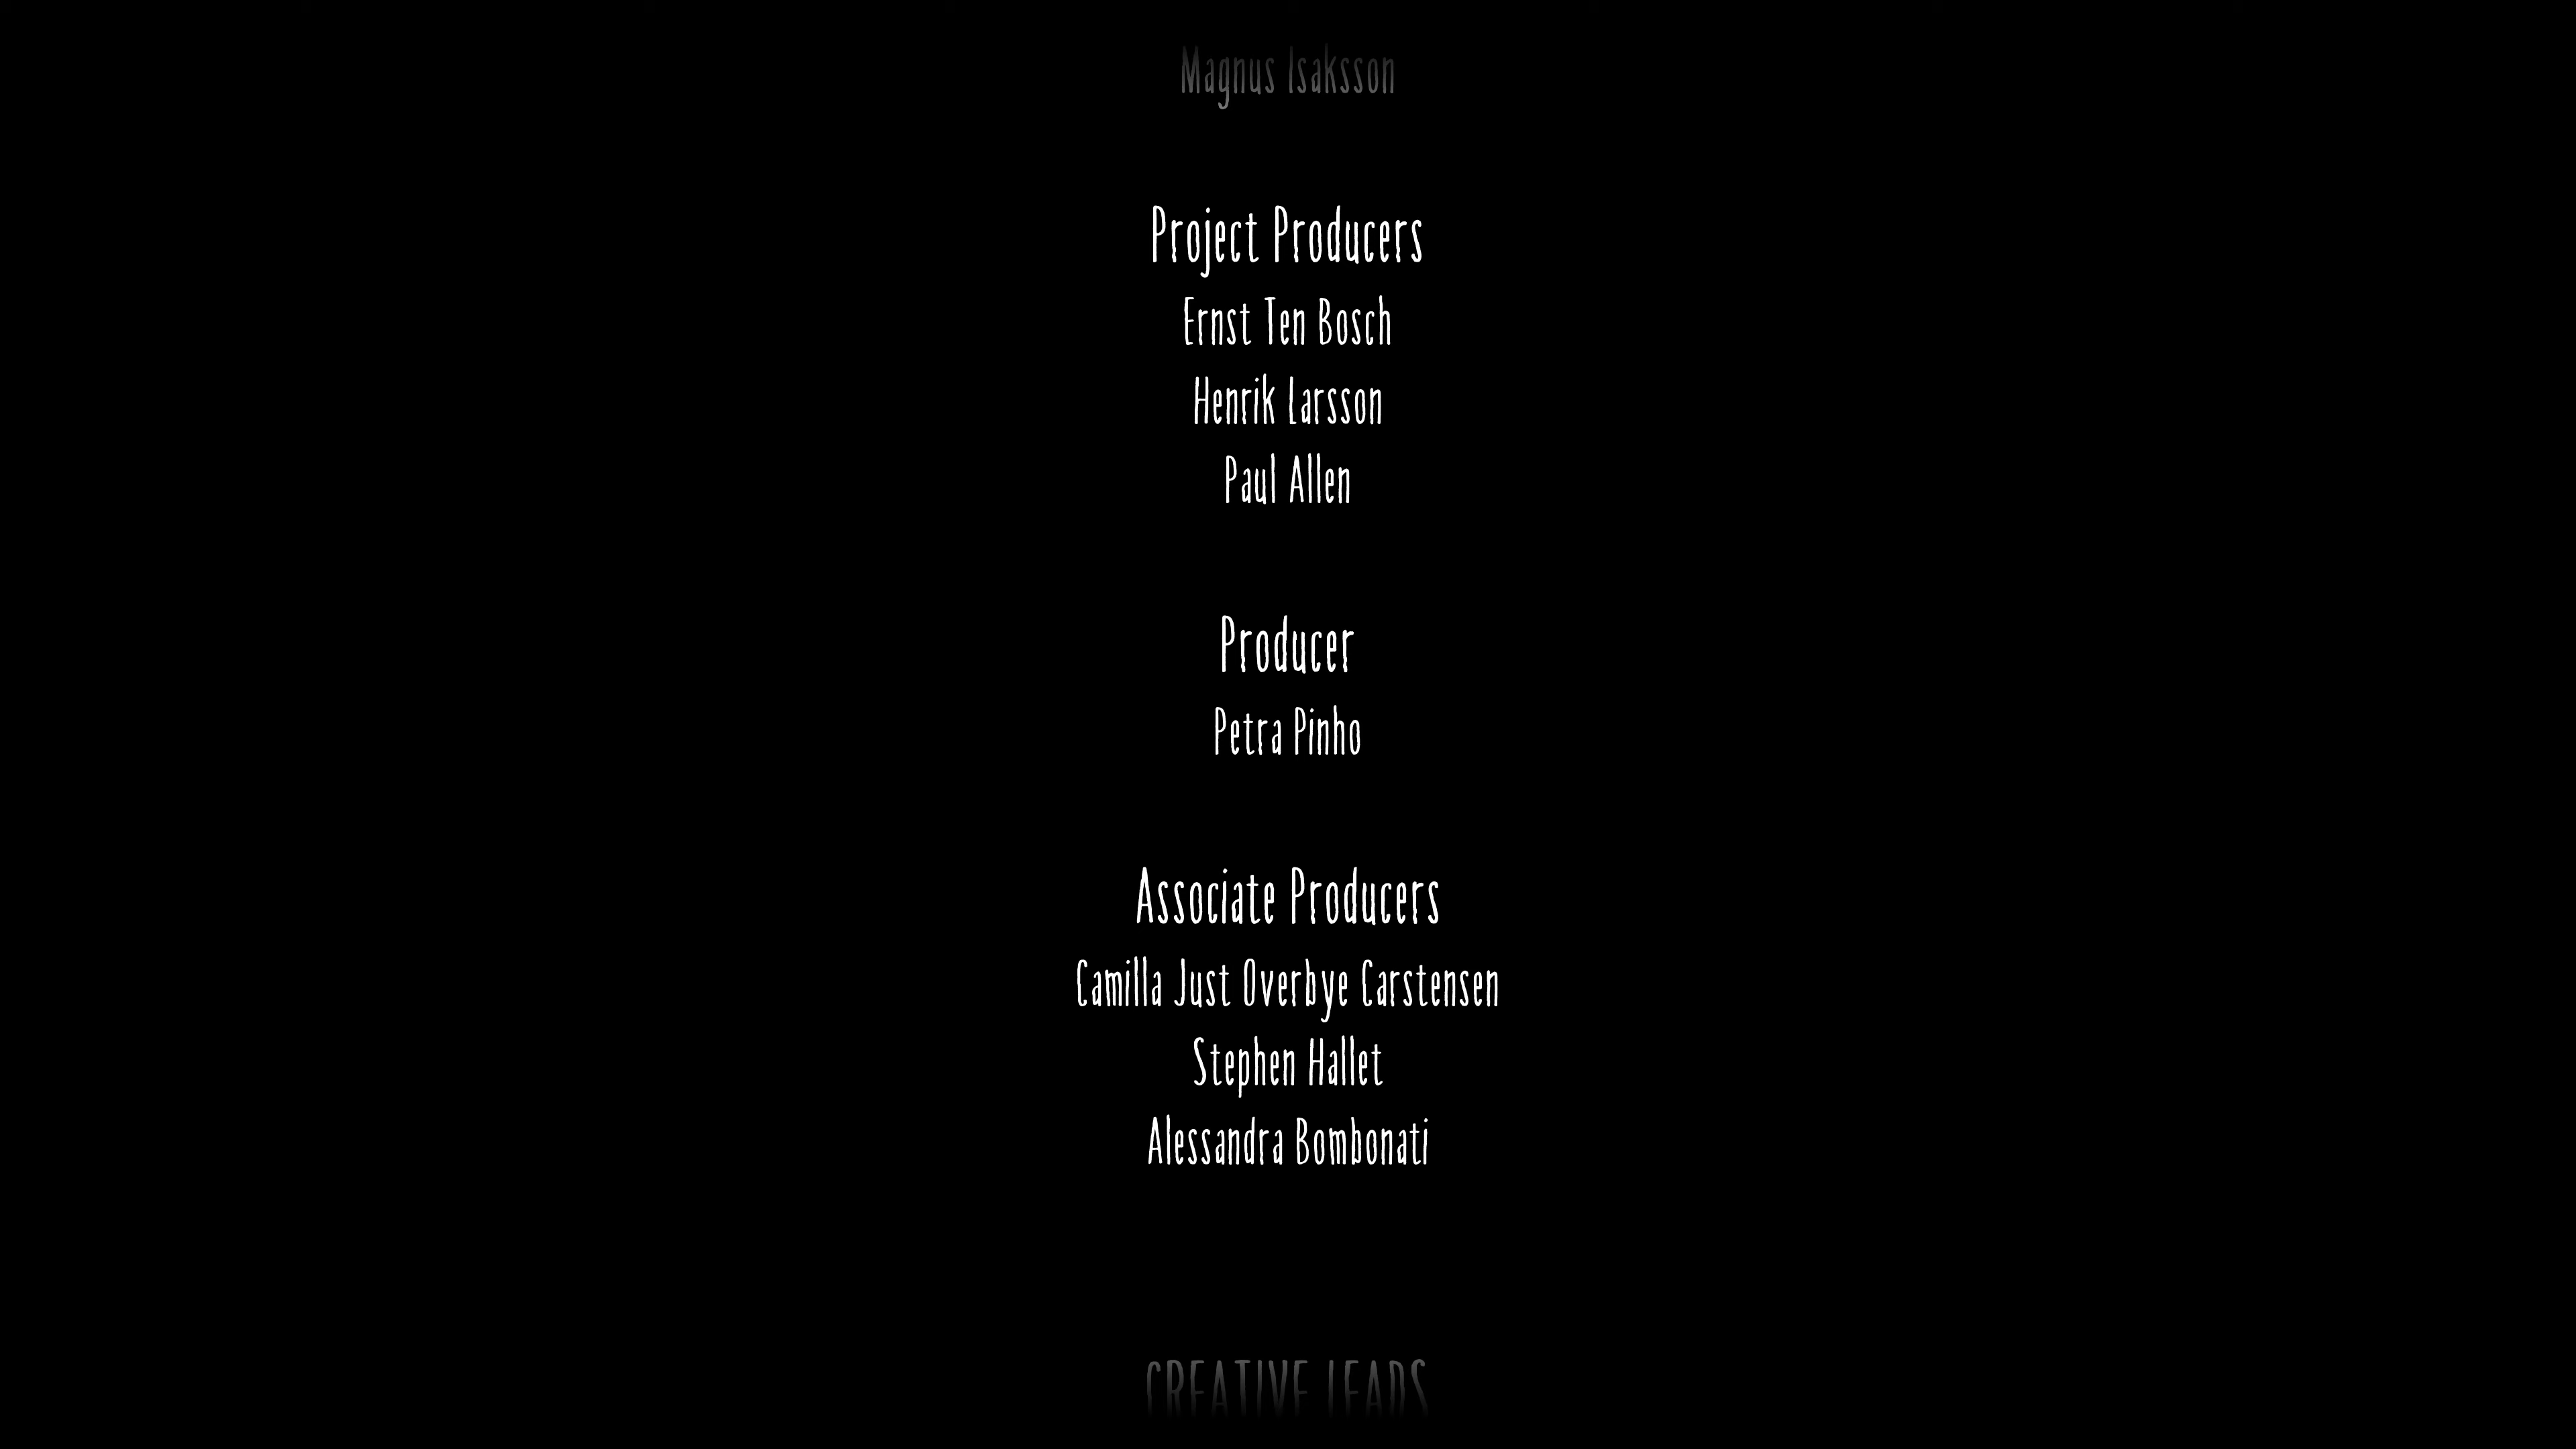 Magnus Isaksson
Project Producers
Ernst Ten Bosch
Henrik Larsson
Paul Allen
Producer
Petra Pinho
Associate Producers
Camilla Just Overbye Carstensen
Stephen Hallet
Alessandra Bombonati
CREATIVE LEADS